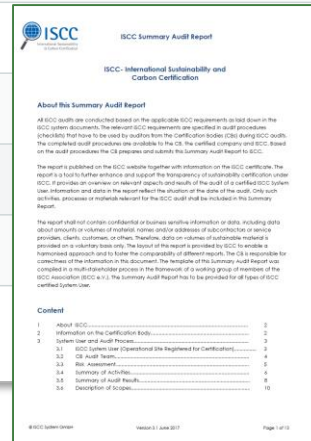 ISCC
International Sustainability
& Carbon Certification
ISCC Summary Audit Report
ISCC- International Sustainability and
Carbon Certification
About this Summary Audit Report
All ISCC audits are conducted based on the applicable ISCC requirements as laid down in the
ISCC system documents. The relevant ISCC requirements are specified in audit procedures
(checklists) that have to be used by auditors from the Certification Bodies (CBs) during ISCC audits.
The completed audit procedures are available to the CB, the certified company and ISCC. Based
on the audit procedures the CB prepares and submits this Summary Audit Report to ISCC.
The report is published on the ISCC website together with information on the ISCC certificate. The
report is a tool to further enhance and support the transparency of sustainability certification under
ISCC. It provides an overview on relevant aspects and results of the audit of a certified ISCC System
User. Information and data in the report reflect the situation at the date of the audit. Only such
activities, processes or materials relevant for the ISCC audit shall be included in this Summary
Report.
The report shall not contain confidential or business sensitive information or data, including data
about amounts or volumes of material, names and/or addresses of subcontractors or service
providers, clients, customers, or others. Therefore, data on volumes of sustainable material is
provided on a voluntary basis only. The layout of this report is provided by ISCC to enable a
harmonised approach and to foster the comparability of different reports. The CB is responsible for
correctness of the information in this document. The template of this Summary Audit Report was
compiled in a multi-stakeholder process in the framework of a working group of members of the
ISCC Association (ISCC e.V.). The Summary Audit Report has to be provided for all types of ISCC
certified System User.
Content
1 About ISCC 2
2 Information on the Certification Body 2
3 System User and Audit Process 3
3.1 ISCC System User (Operational Site Registered for Certification) 3
3.2 CB Audit Team 4
3.3 Risk Assessment 5
3.4 Summary of Activities 6
3.5 Summary of Audit Results 8
3.6 Description of Scopes 10
© ISCC System GmbH Version 3.1 June 2017 Page 1 of 13